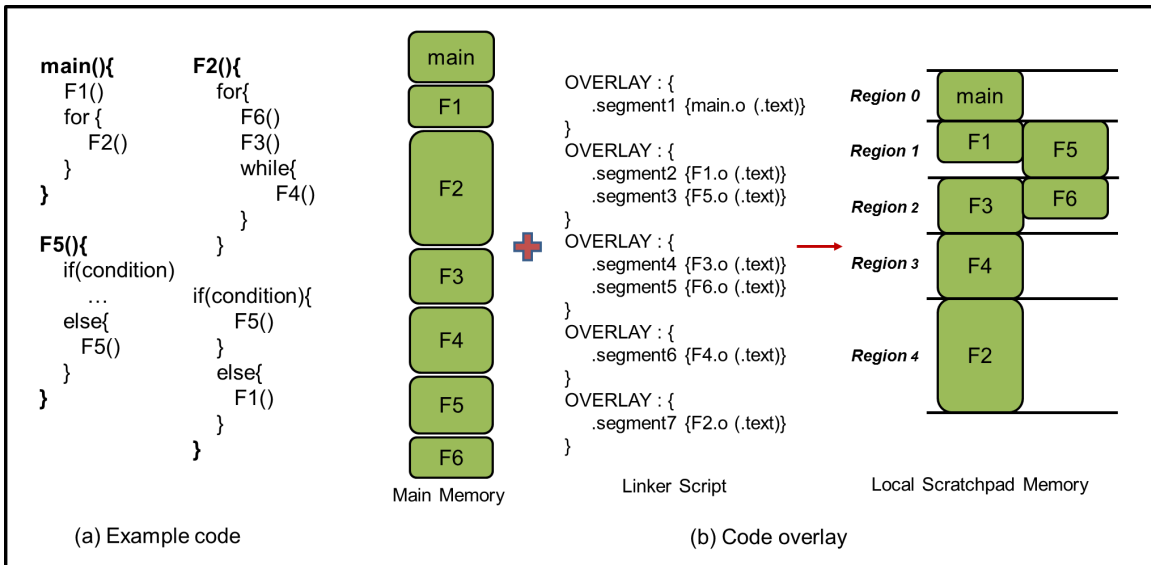 main(){
F1()
for {
F2()
}
}
F5(){
if(condition)
…
else{
F5()
}
}
F2(){
for{
F6()
F3()
while{
F4()
}
}
if(condition){
F5()
}
else{
F1()
}
}
(a) Example code
main
F1
F2
F3
F4
F5
F6
Main Memory
OVERLAY : {
.segment1 {main.o (.text)}
}
OVERLAY : {
.segment2 {F1.o (.text)}
.segment3 {F5.o (.text)}
}
OVERLAY : {
.segment4 {F3.o (.text)}
.segment5 {F6.o (.text)}
}
OVERLAY : {
.segment6 {F4.o (.text)}
}
OVERLAY : {
.segment7 {F2.o (.text)}
}
Linker Script
Region 0
main
Region 1
F1
F5
Region 2
F3
F6
Region 3
F4
Region 4
F2
Local Scratchpad Memory
(b) Code overlay